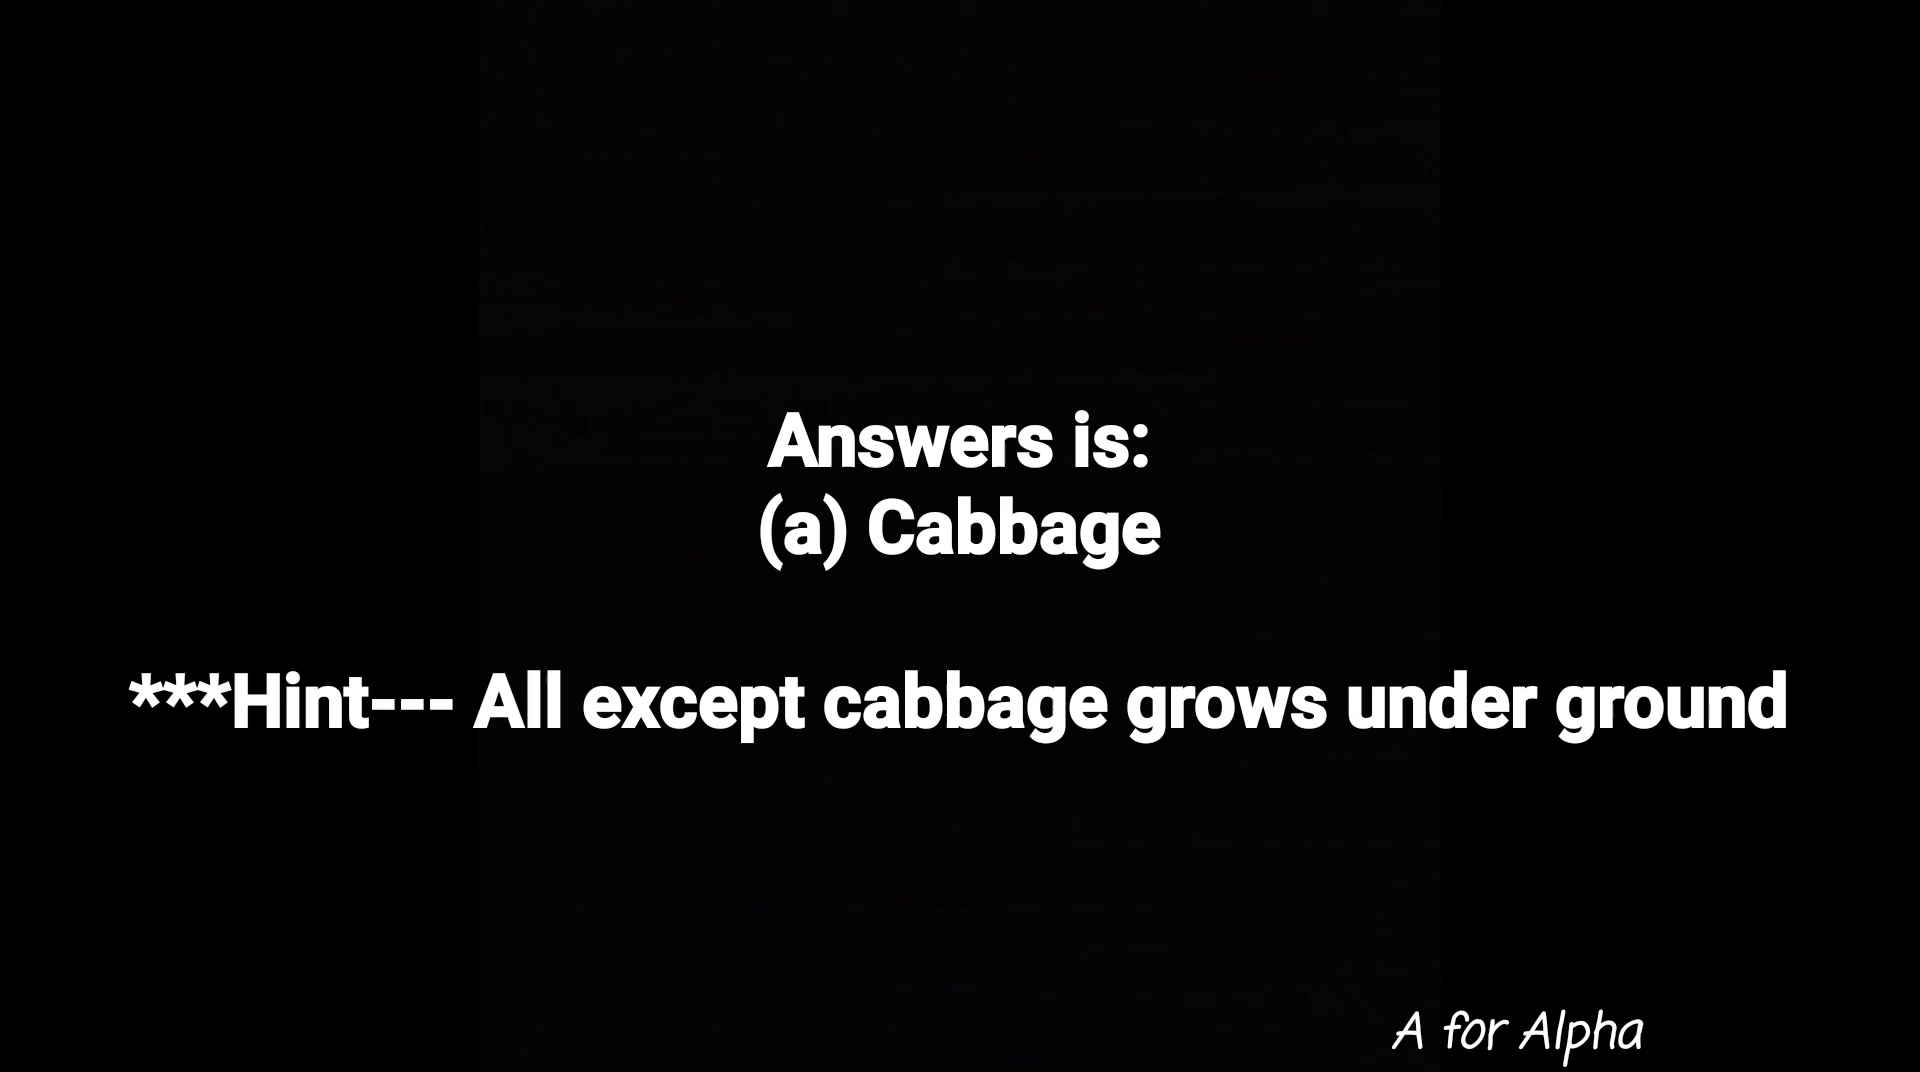 Answers is:
(a) Cabbage
***Hint--- All except cabbage grows under ground
A for Alpha